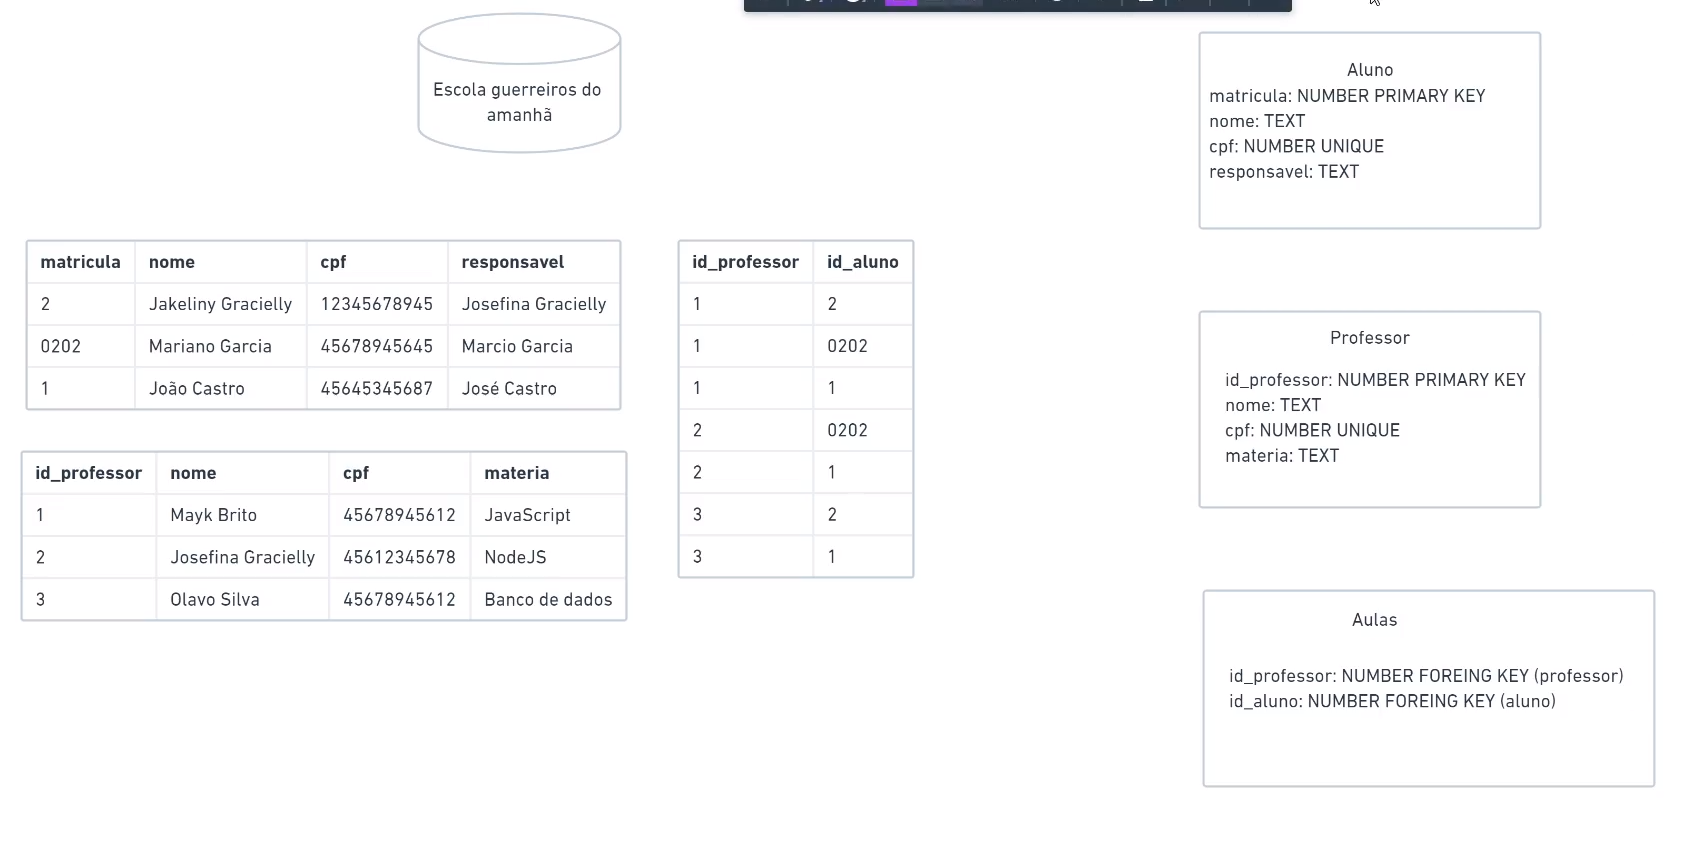 Escola guerreiros do
amanhã
matricula nome cpf responsavel
2 Jakeliny Gracielly 12345678945 Josefina Gracielly
0202 Mariano Garcia 45678945645 Marcio Garcia
1 João Castro 45645345687 José Castro
id_professor nome cpf materia
1 Mayk Brito 45678945612 JavaScript
2 Josefina Gracielly 45612345678 NodeJS
3 Olavo Silva 45678945612 Banco de dados
id_professor id_aluno
1 2
1 0202
1 1
2 0202
2 1
3 2
3 1
Aluno
matricula: NUMBER PRIMARY KEY
nome: TEXT
cpf: NUMBER UNIQUE
responsavel: TEXT
Professor
id_professor: NUMBER PRIMARY KEY
nome: TEXT
cpf: NUMBER UNIQUE
materia: TEXT
Aulas
id_professor: NUMBER FOREING KEY (professor)
id_aluno: NUMBER FOREING KEY (aluno)